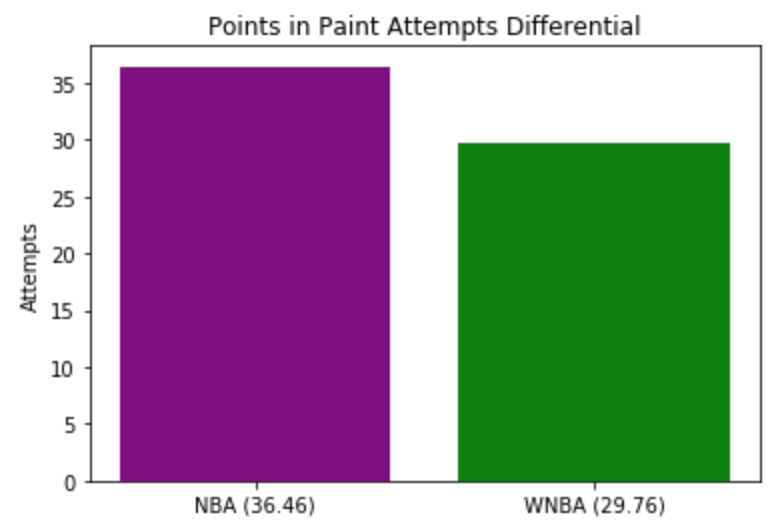 Points in Paint Attempts Differential
Attempts
35
30
25
20
15
10
5
0
NBA (36.46)
WNBA (29.76)